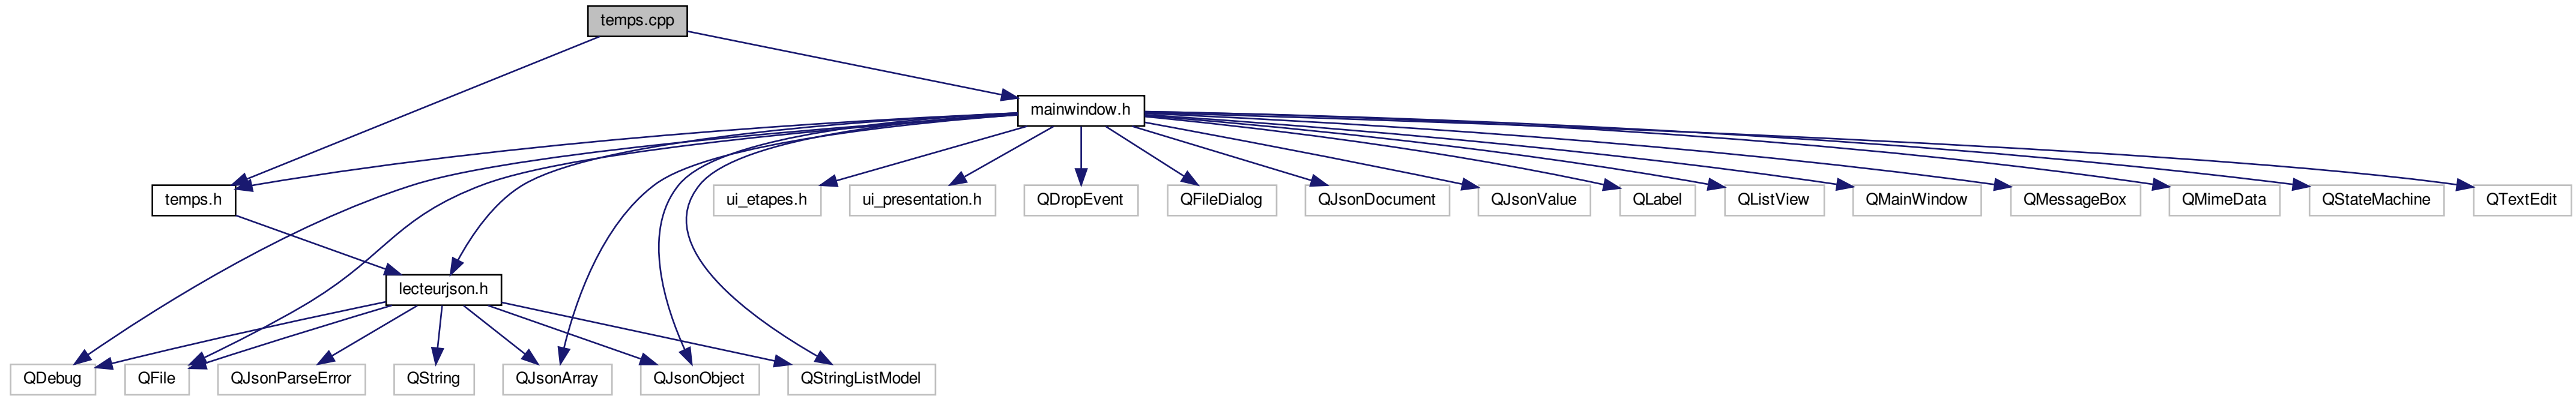 temps.cpp
mainwindow.h
temps.h
ui_etapes.h
ui_presentation.h
QDropEvent
QFileDialog
QJsonDocument
QJsonValue
QLabel
QListView
QMainWindow
QMessageBox
QMimeData
QStateMachine
QTextEdit
lecteurjson.h
QDebug
QFile
QJsonParseError
QString
QJsonArray
QJsonObject
QStringListModel